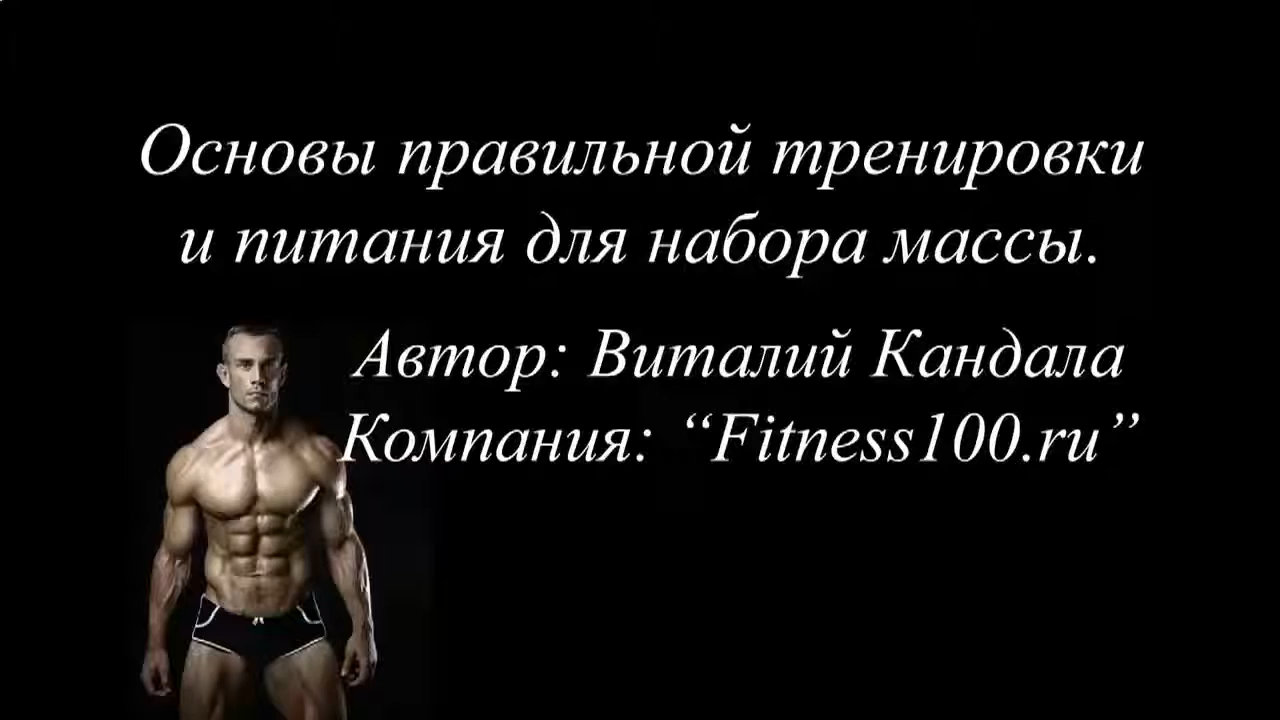 Основы правильной тренировки
и питания для набора массы.
Автор: Виталий Кандала
Компания: “Fitness100.ru”